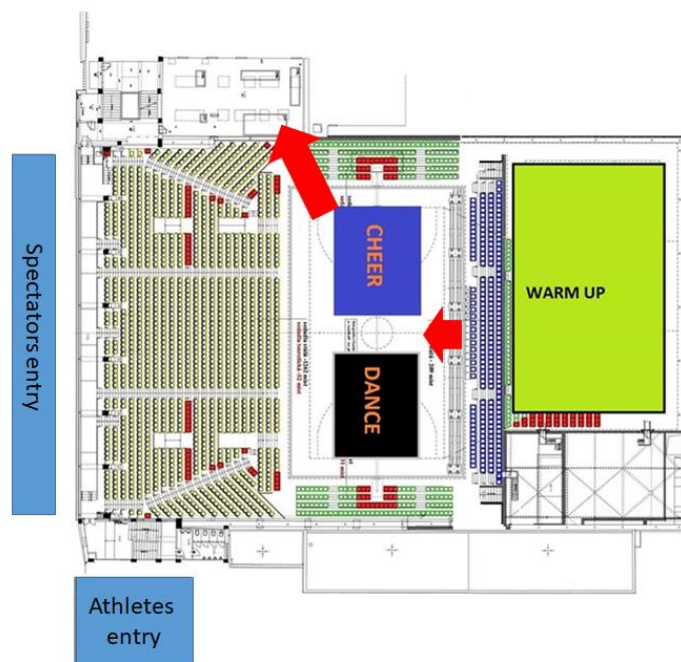 Spectators entry
CHEER
WARM UP
DANCE
Athletes
entry